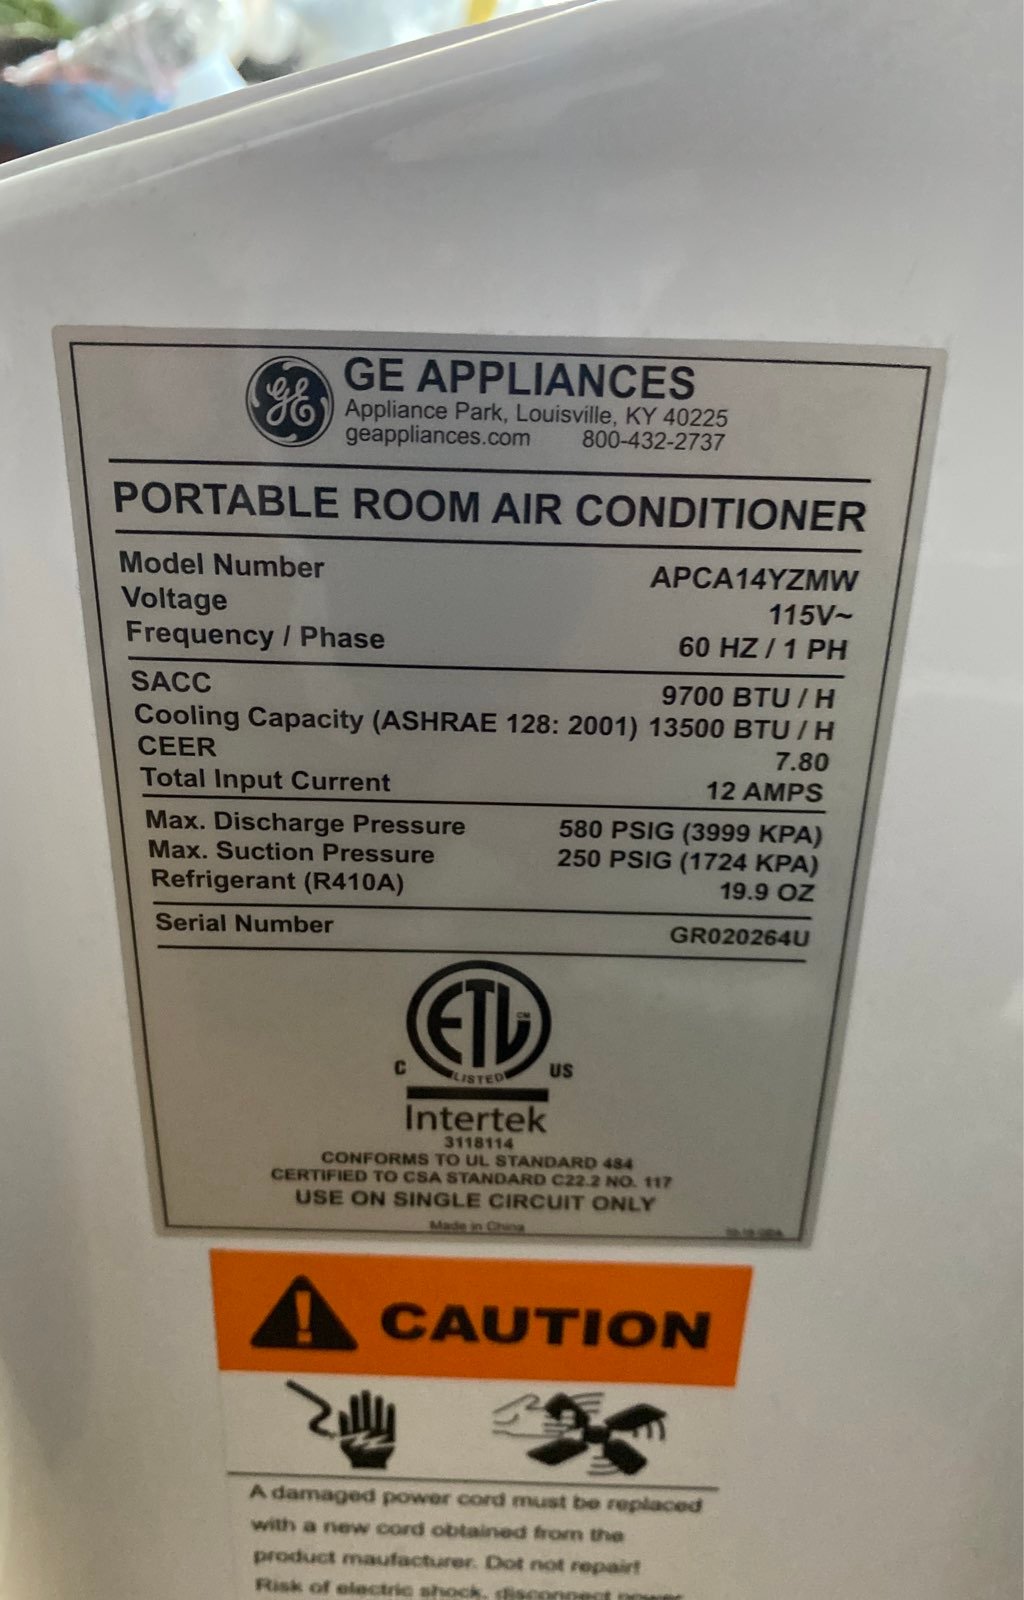 GE
GE APPLIANCES
Appliance Park, Louisville, KY 40225
geappliances.com 800-432-2737
PORTABLE ROOM AIR CONDITIONER
Model Number APCA14YZMW
Voltage 115V~
Frequency / Phase 60 HZ / 1 PH
SACC 9700 BTU / H
Cooling Capacity (ASHRAE 128: 2001) 13500 BTU / H
CEER 7.80
Total Input Current 12 AMPS
Max. Discharge Pressure 580 PSIG (3999 KPA)
Max. Suction Pressure 250 PSIG (1724 KPA)
Refrigerant (R410A) 19.9 OZ
Serial Number GR020264U
ETL CM
C LISTED US
Intertek
3118114
CONFORMS TO UL STANDARD 484
CERTIFIED TO CSA STANDARD C22.2 NO. 117
USE ON SINGLE CIRCUIT ONLY
Made in China
! CAUTION
A damaged power cord must be replaced
with a new cord obtained from the
product maufacturer. Dot not repair!
Risk of electric shock, disconnect power